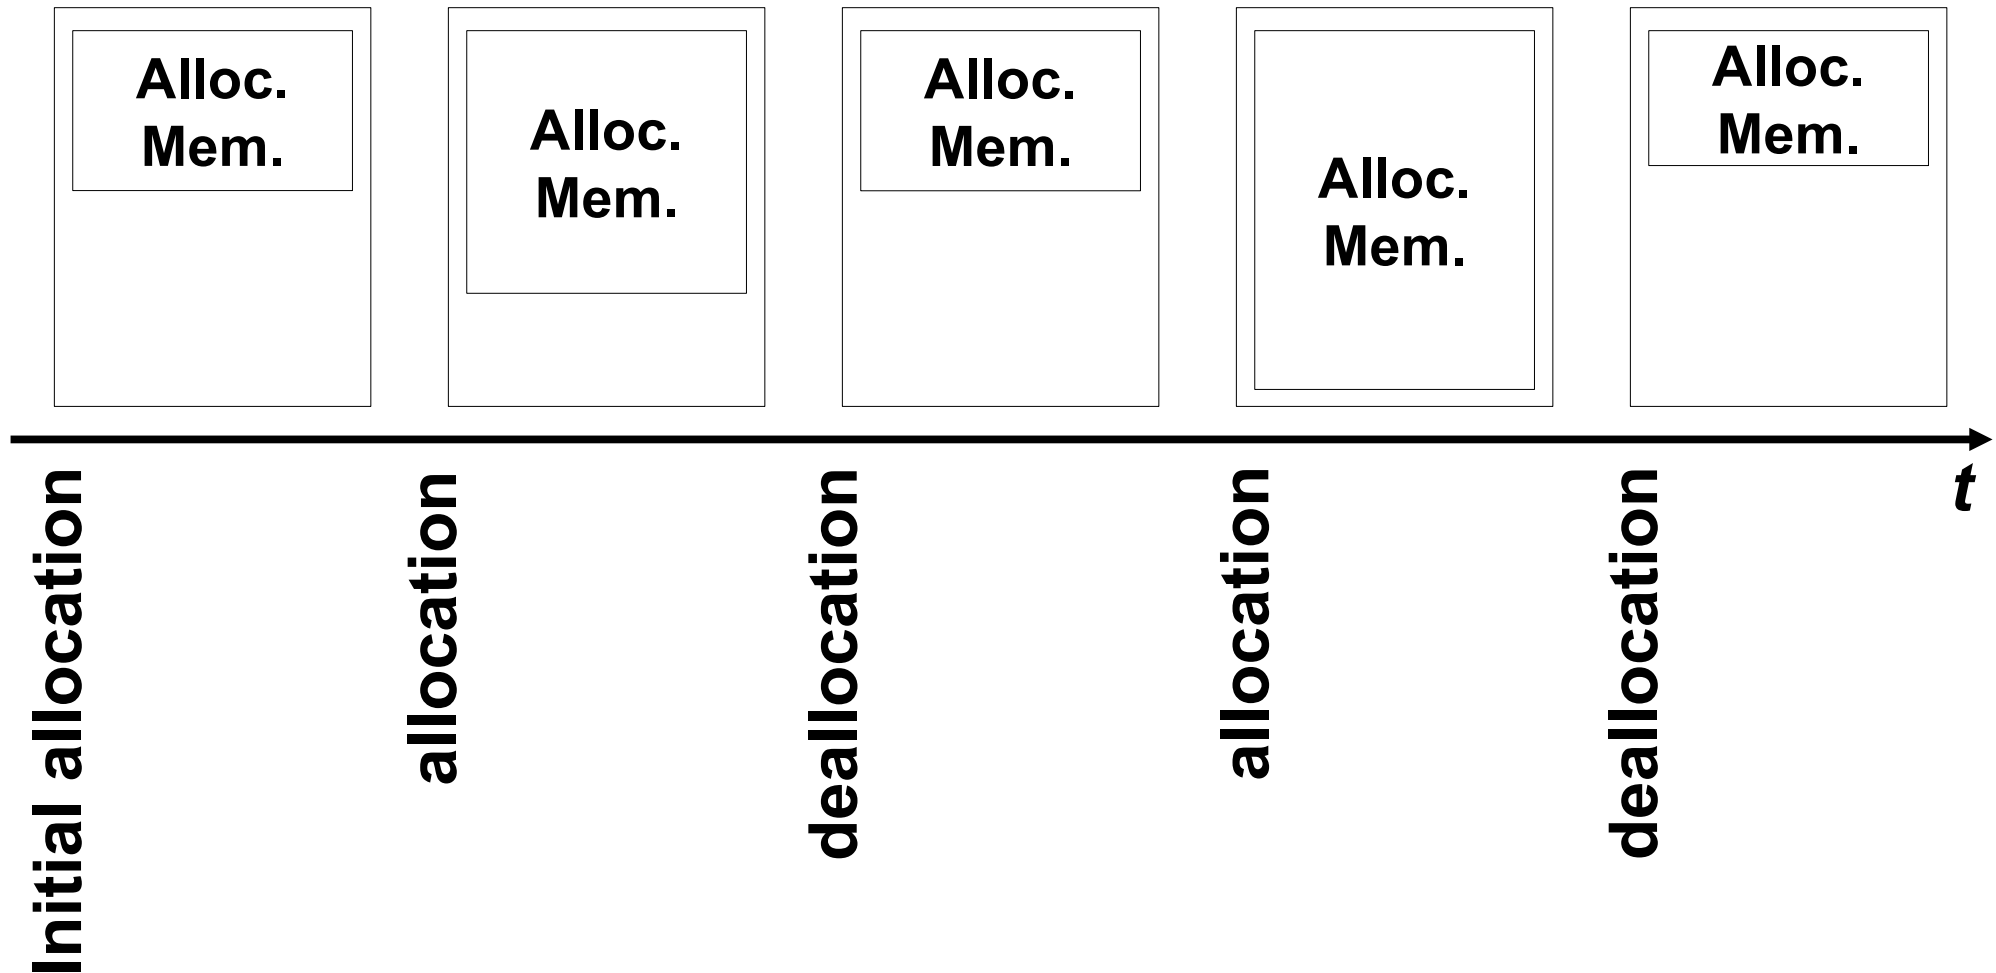 Alloc.
Mem.
Alloc.
Mem.
Alloc.
Mem.
Alloc.
Mem.
Alloc.
Mem.
t
Initial allocation
allocation
deallocation
allocation
deallocation